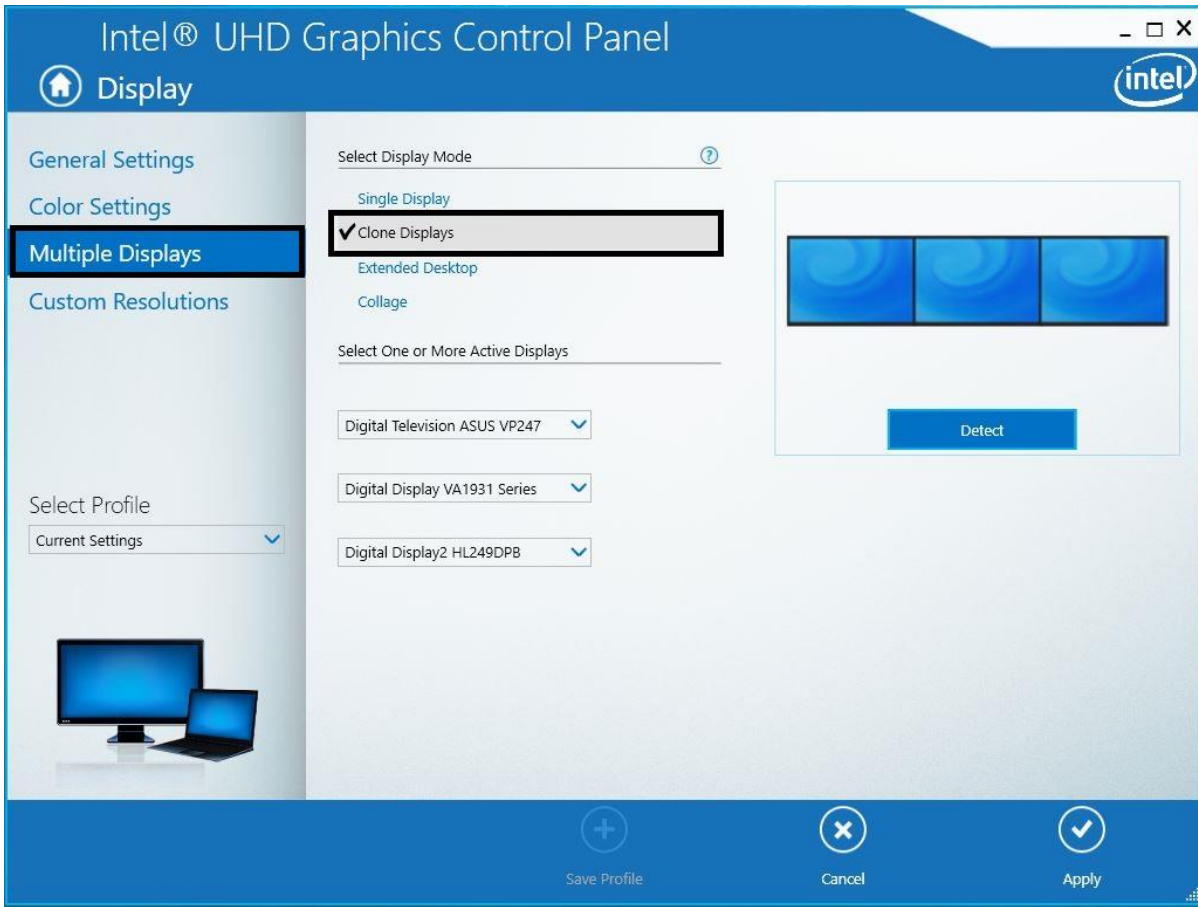 Intel® UHD Graphics Control Panel
Display
intel
General Settings
Color Settings
Multiple Displays
Custom Resolutions
Select Profile
Current Settings
Select Display Mode
Single Display
Clone Displays
Extended Desktop
Collage
Select One or More Active Displays
Digital Television ASUS VP247
Digital Display VA1931 Series
Digital Display2 HL249DPB
Detect
Save Profile
Cancel
Apply